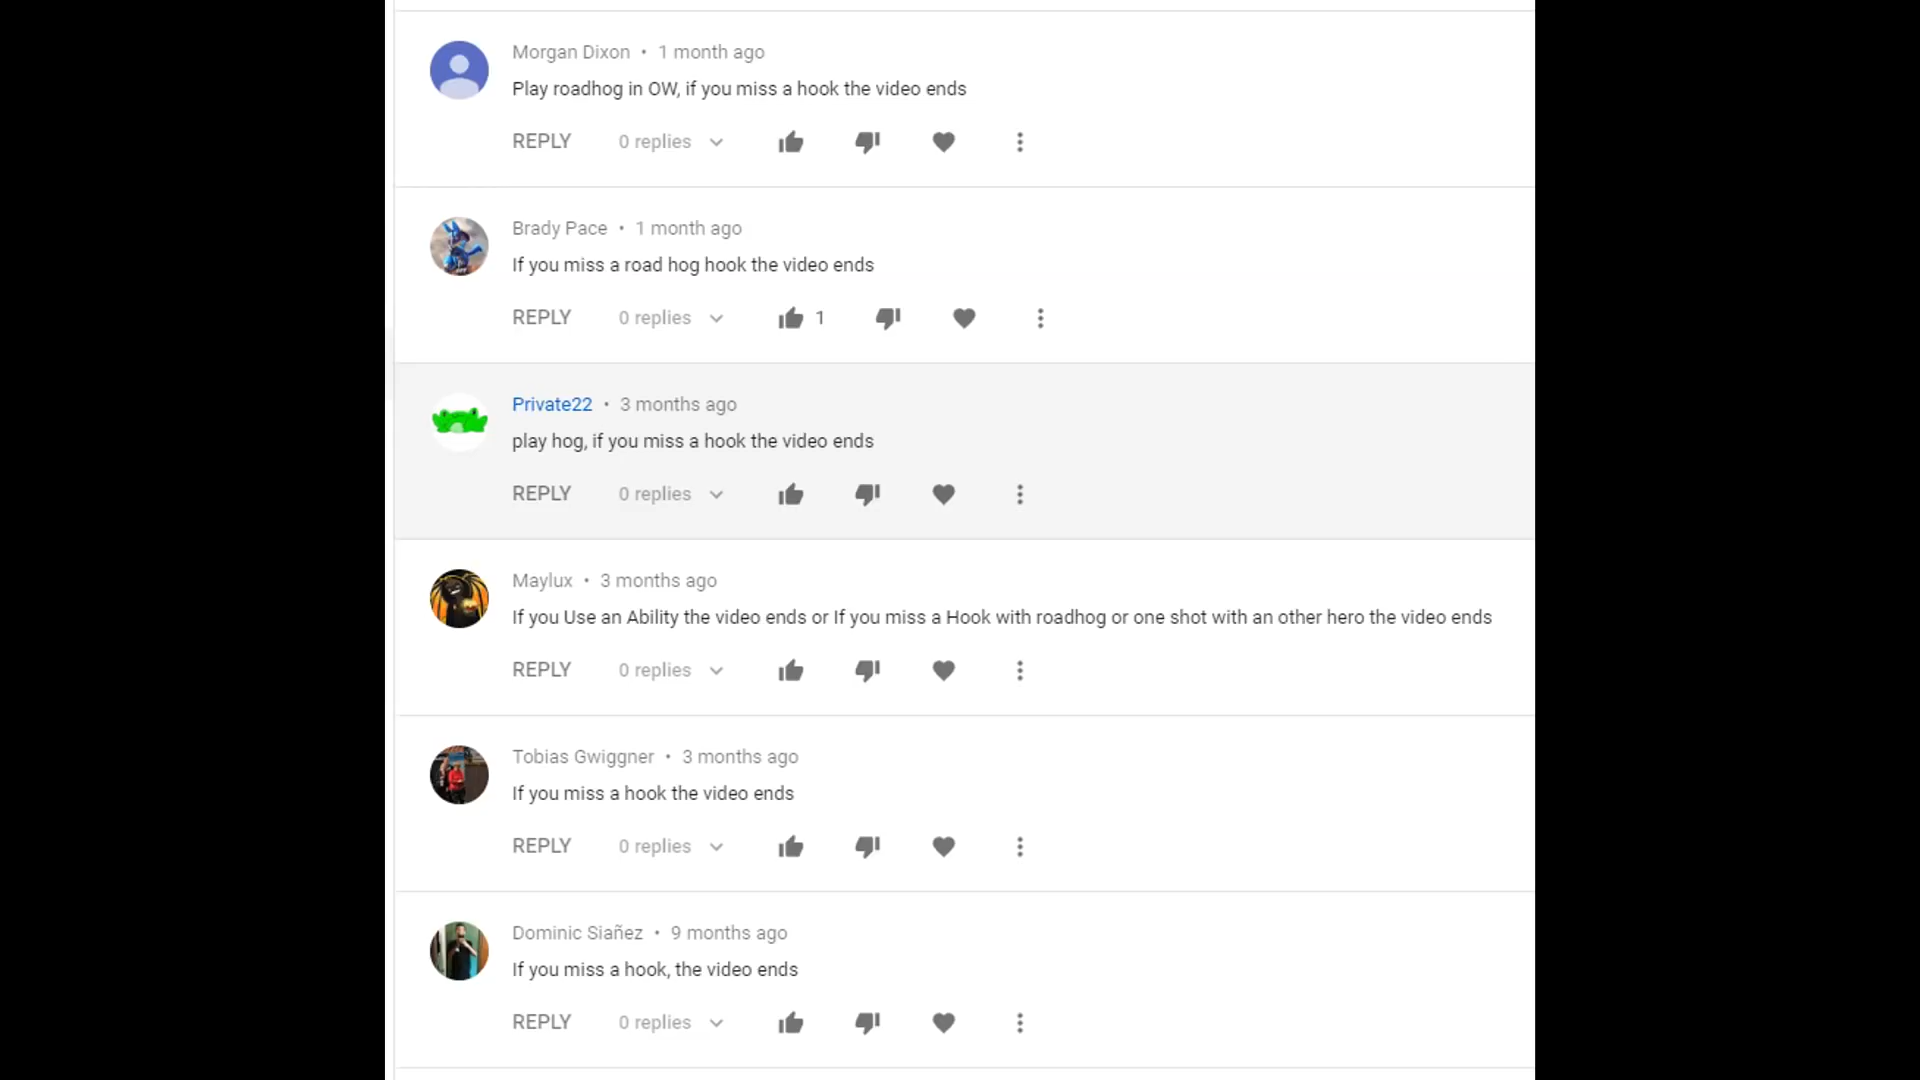 Morgan Dixon • 1 month ago
Play roadhog in OW, if you miss a hook the video ends
REPLY 0 replies
Brady Pace • 1 month ago
If you miss a road hog hook the video ends
REPLY 0 replies 1
Private22 • 3 months ago
play hog, if you miss a hook the video ends
REPLY 0 replies
Maylux • 3 months ago
If you Use an Ability the video ends or If you miss a Hook with roadhog or one shot with an other hero the video ends
REPLY 0 replies
Tobias Gwiggner • 3 months ago
If you miss a hook the video ends
REPLY 0 replies
Dominic Siañez • 9 months ago
If you miss a hook, the video ends
REPLY 0 replies